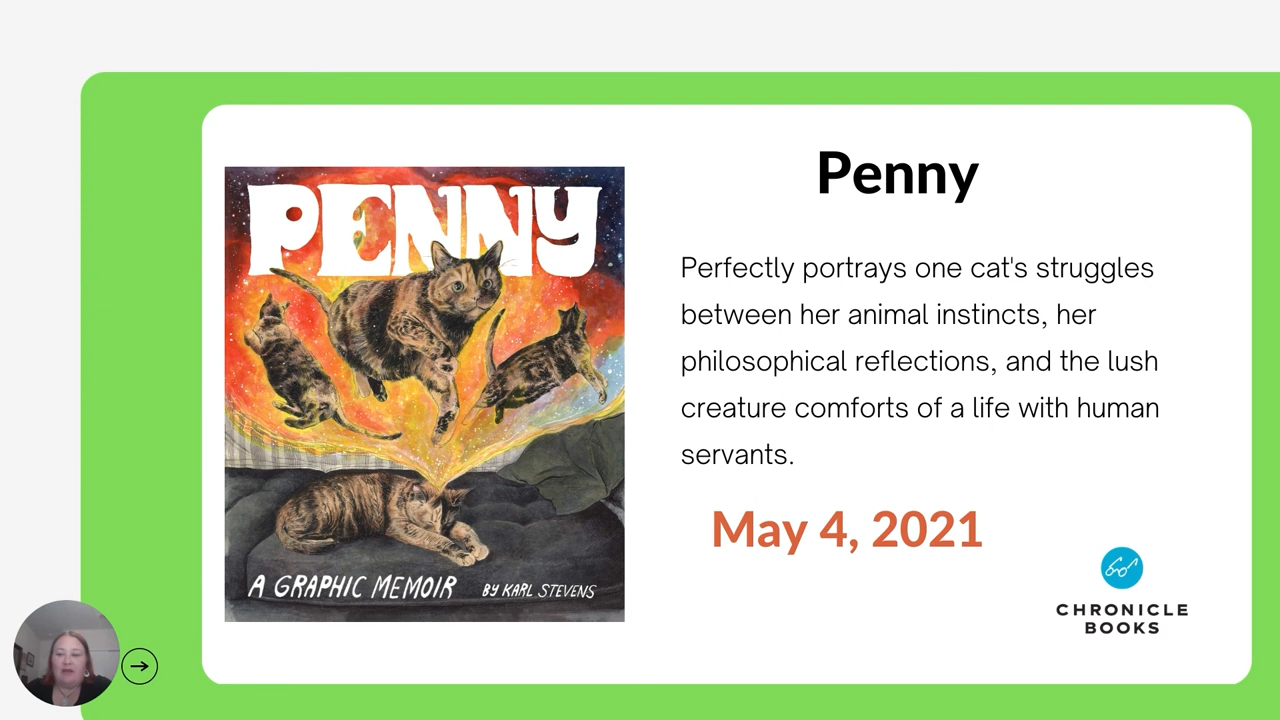 PENNY
A GRAPHIC MEMOIR BY KARL STEVENS
Penny
Perfectly portrays one cat's struggles
between her animal instincts, her
philosophical reflections, and the lush
creature comforts of a life with human
servants.
May 4, 2021
CHRONICLE
BOOKS